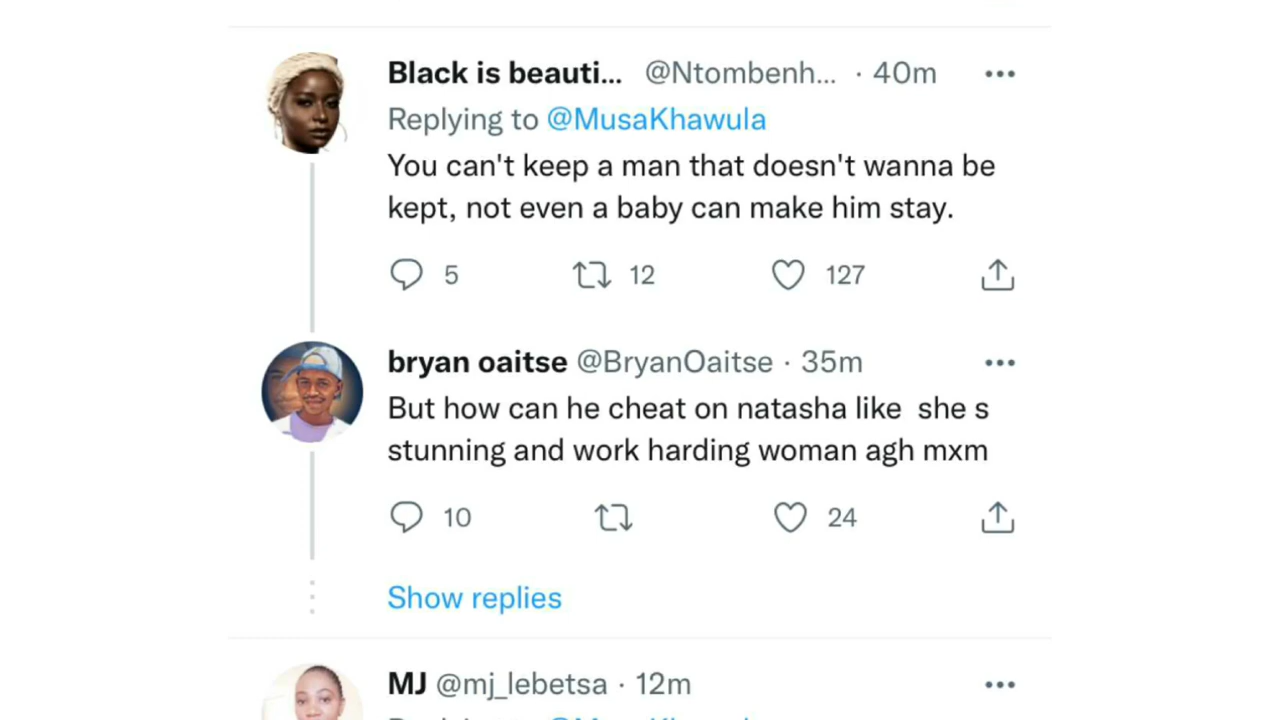 Black is beauti... @Ntombenh... · 40m
Replying to @MusaKhawula
You can't keep a man that doesn't wanna be
kept, not even a baby can make him stay.
5 12 127
bryan oaitse @BryanOaitse · 35m
But how can he cheat on natasha like  she s
stunning and work harding woman agh mxm
10 24
Show replies
MJ @mj_lebetsa · 12m